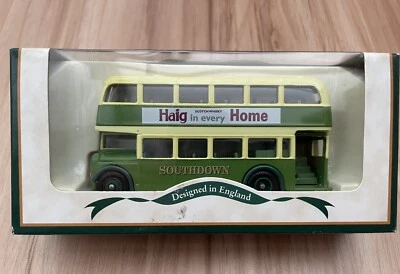 SCOTCH WHISKY
Haig in every Home
SOUTHDOWN
Designed in England